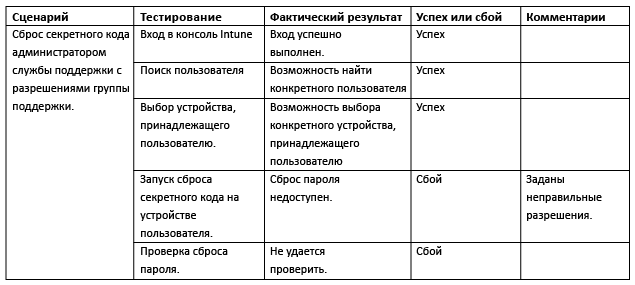 Сценарий Тестирование Фактический результат Успех или сбой Комментарии
Сброс секретного кода
администратором
службы поддержки с
разрешениями группы
поддержки.
Вход в консоль Intune
Вход успешно
выполнен.
Успех
Поиск пользователя
Возможность найти
конкретного пользователя
Успех
Выбор устройства,
принадлежащего
пользователю.
Возможность выбора
конкретного устройства,
принадлежащего
пользователю
Успех
Запуск сброса
секретного кода на
устройстве
пользователя.
Сброс пароля
недоступен.
Сбой
Заданы
неправильные
разрешения.
Проверка сброса
пароля.
Не удается
проверить.
Сбой